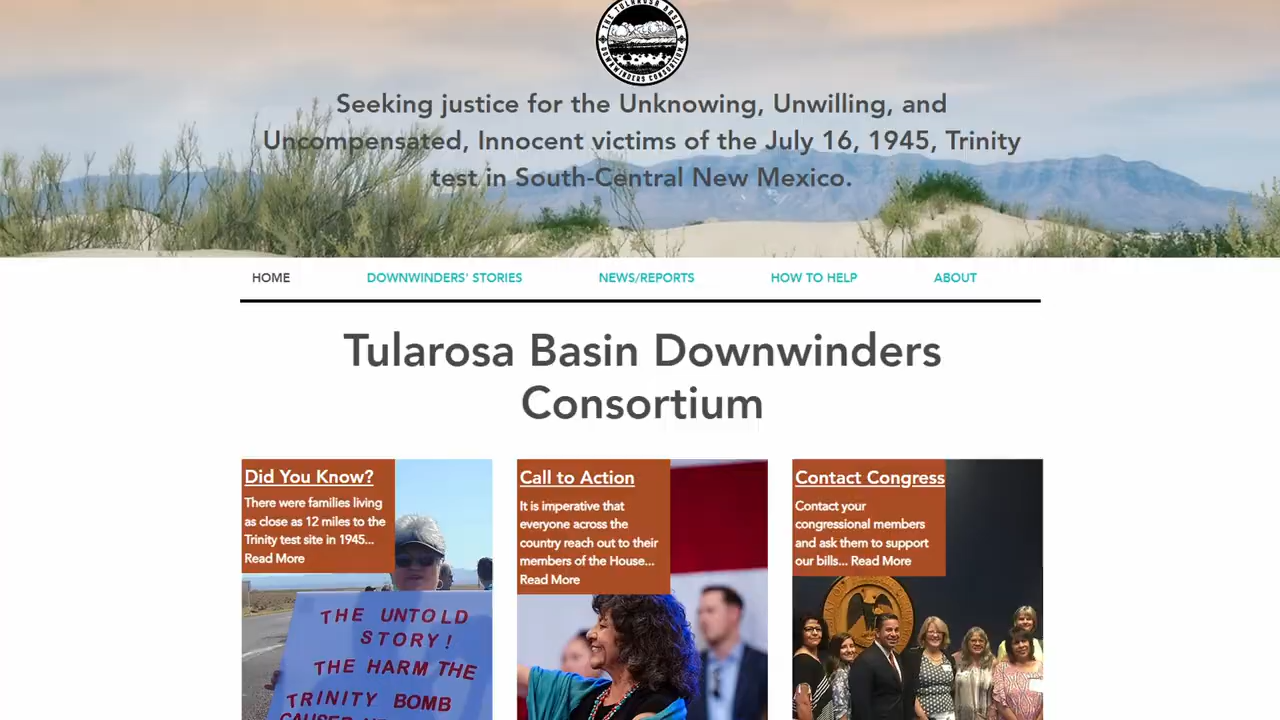 THE TULAROSA BASIN
DOWNWINDERS CONSORTIUM
Seeking justice for the Unknowing, Unwilling, and
Uncompensated, Innocent victims of the July 16, 1945, Trinity
test in South-Central New Mexico.
HOME DOWNWINDERS' STORIES NEWS/REPORTS HOW TO HELP ABOUT
Tularosa Basin Downwinders
Consortium
Did You Know?
There were families living
as close as 12 miles to the
Trinity test site in 1945...
Read More
THE UNTOLD
STORY!
THE HARM THE
TRINITY BOMB
Call to Action
It is imperative that
everyone across the
country reach out to their
members of the House...
Read More
Contact Congress
Contact your
congressional members
and ask them to support
our bills... Read More